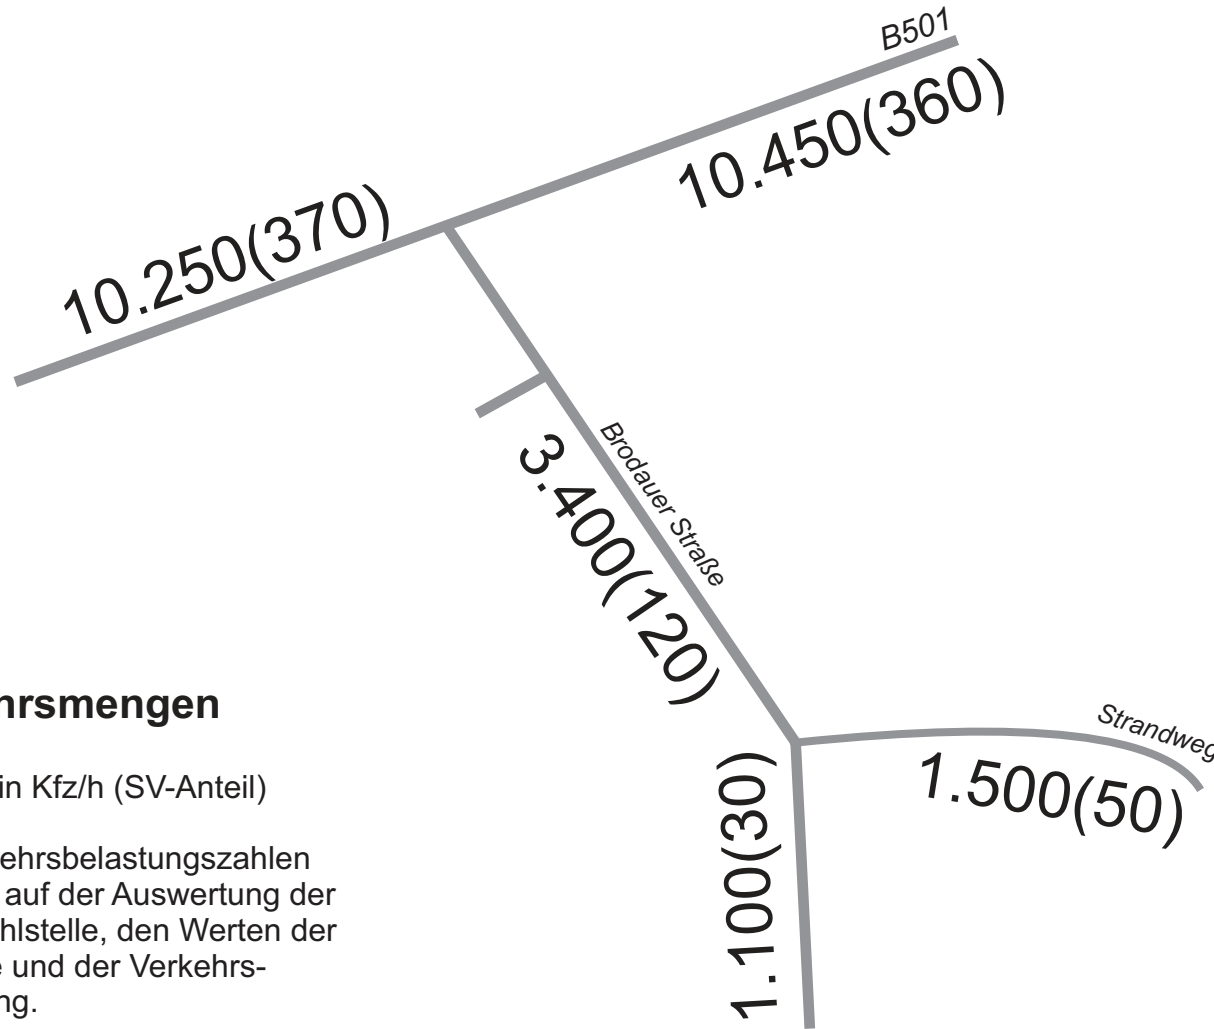 B501
10.450(360)
10.250(370)
Brodauer Straße
3.400(120)
Strandweg
1.500(50)
1.100(30)
hrsmengen
in Kfz/h (SV-Anteil)
ehrsbelastungszahlen
auf der Auswertung der
hlstelle, den Werten der
e und der Verkehrs-
ng.